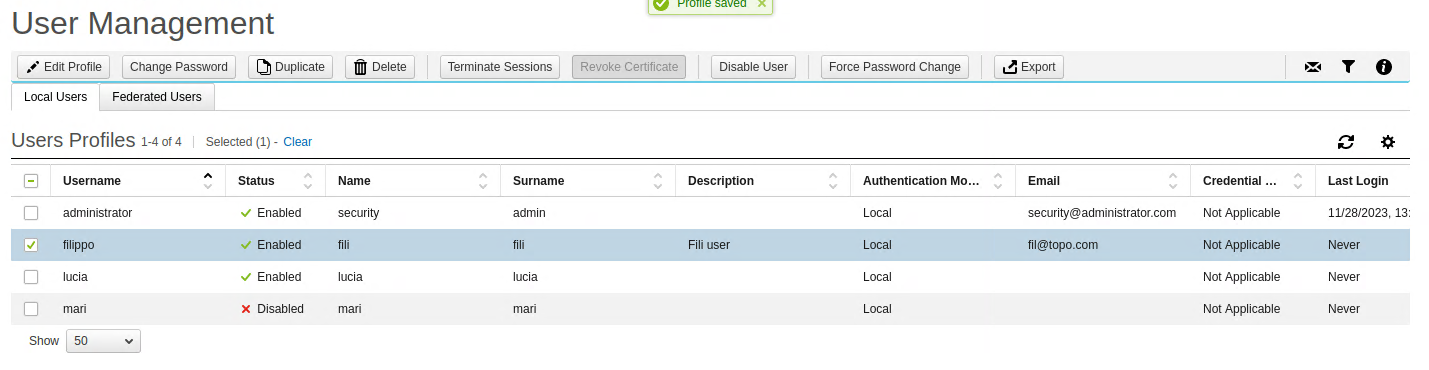 Profile saved
User Management
Edit Profile Change Password Duplicate Delete Terminate Sessions Revoke Certificate Disable User Force Password Change Export
Local Users Federated Users
Users Profiles 1-4 of 4 Selected (1) - Clear
Username Status Name Surname Description Authentication Mo... Email Credential ... Last Login
administrator Enabled security admin Local security@administrator.com Not Applicable 11/28/2023, 13:
filippo Enabled fili fili Fili user Local fil@topo.com Not Applicable Never
lucia Enabled lucia lucia Local Not Applicable Never
mari Disabled mari mari Local Not Applicable Never
Show 50